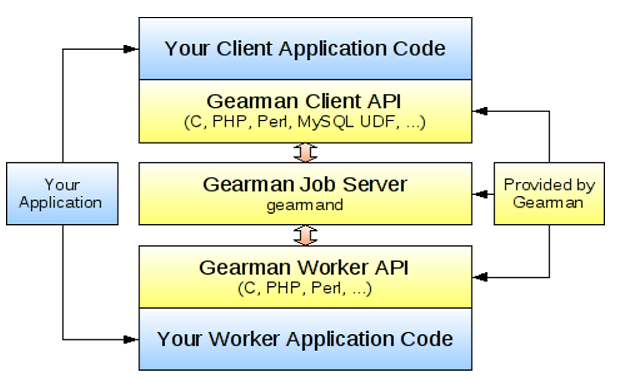 Your Client Application Code
Gearman Client API
(C, PHP, Perl, MySQL UDF, ...)
Your
Application
Gearman Job Server
gearmand
Provided by
Gearman
Gearman Worker API
(C, PHP, Perl, ...)
Your Worker Application Code